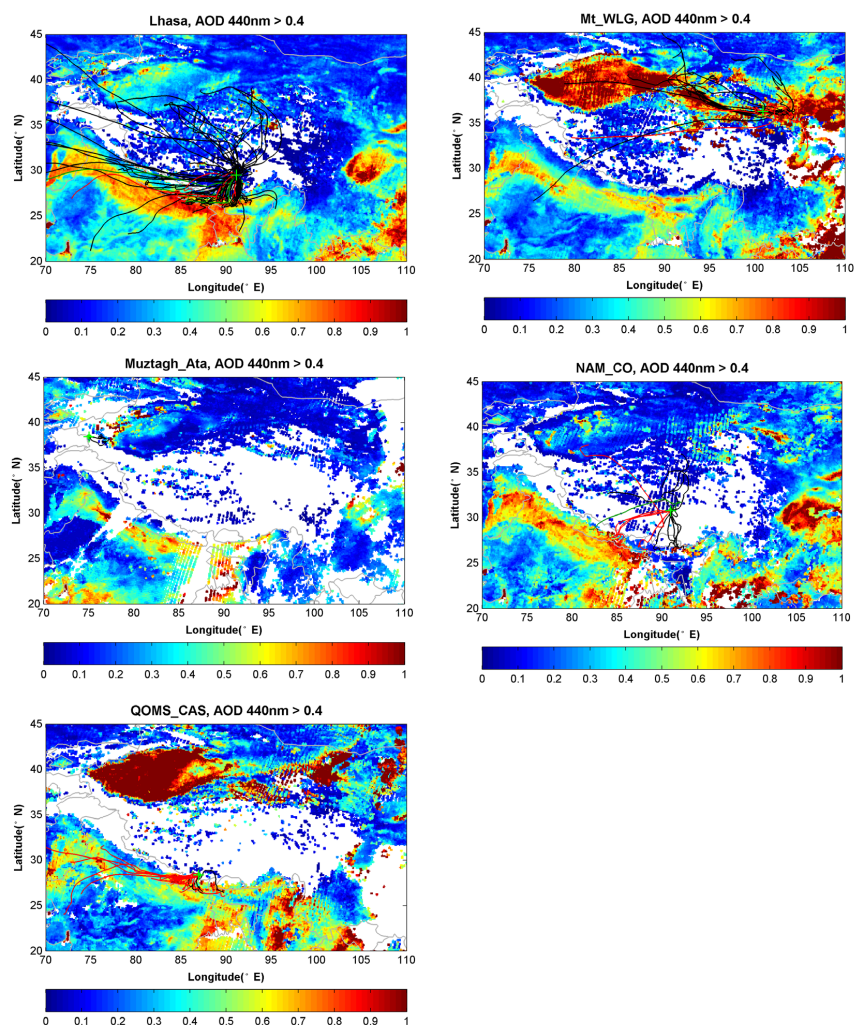 Lhasa, AOD 440nm > 0.4
45
40
35
30
25
20
Latitude(° N)
70 75 80 85 90 95 100 105 110
Longitude(° E)
0 0.1 0.2 0.3 0.4 0.5 0.6 0.7 0.8 0.9 1
Mt_WLG, AOD 440nm > 0.4
45
40
35
30
25
20
Latitude(° N)
70 75 80 85 90 95 100 105 110
Longitude(° E)
0 0.1 0.2 0.3 0.4 0.5 0.6 0.7 0.8 0.9 1
Muztagh_Ata, AOD 440nm > 0.4
45
40
35
30
25
20
Latitude(° N)
70 75 80 85 90 95 100 105 110
Longitude(° E)
0 0.1 0.2 0.3 0.4 0.5 0.6 0.7 0.8 0.9 1
NAM_CO, AOD 440nm > 0.4
45
40
35
30
25
20
Latitude(° N)
70 75 80 85 90 95 100 105 110
Longitude(° E)
0 0.1 0.2 0.3 0.4 0.5 0.6 0.7 0.8 0.9 1
QOMS_CAS, AOD 440nm > 0.4
45
40
35
30
25
20
Latitude(° N)
70 75 80 85 90 95 100 105 110
Longitude(° E)
0 0.1 0.2 0.3 0.4 0.5 0.6 0.7 0.8 0.9 1